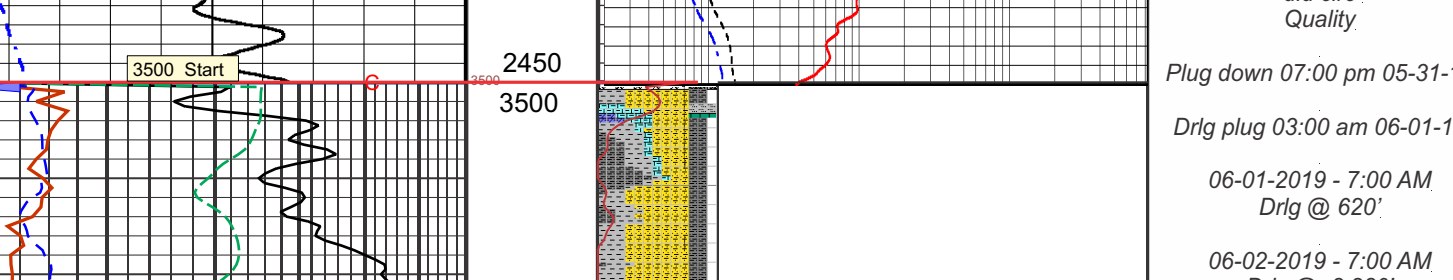 Quality
2450
3500 Start
3500
3500
C
Plug down 07:00 pm 05-31-
Drlg plug 03:00 am 06-01-1
06-01-2019 - 7:00 AM
Drlg @ 620'
06-02-2019 - 7:00 AM